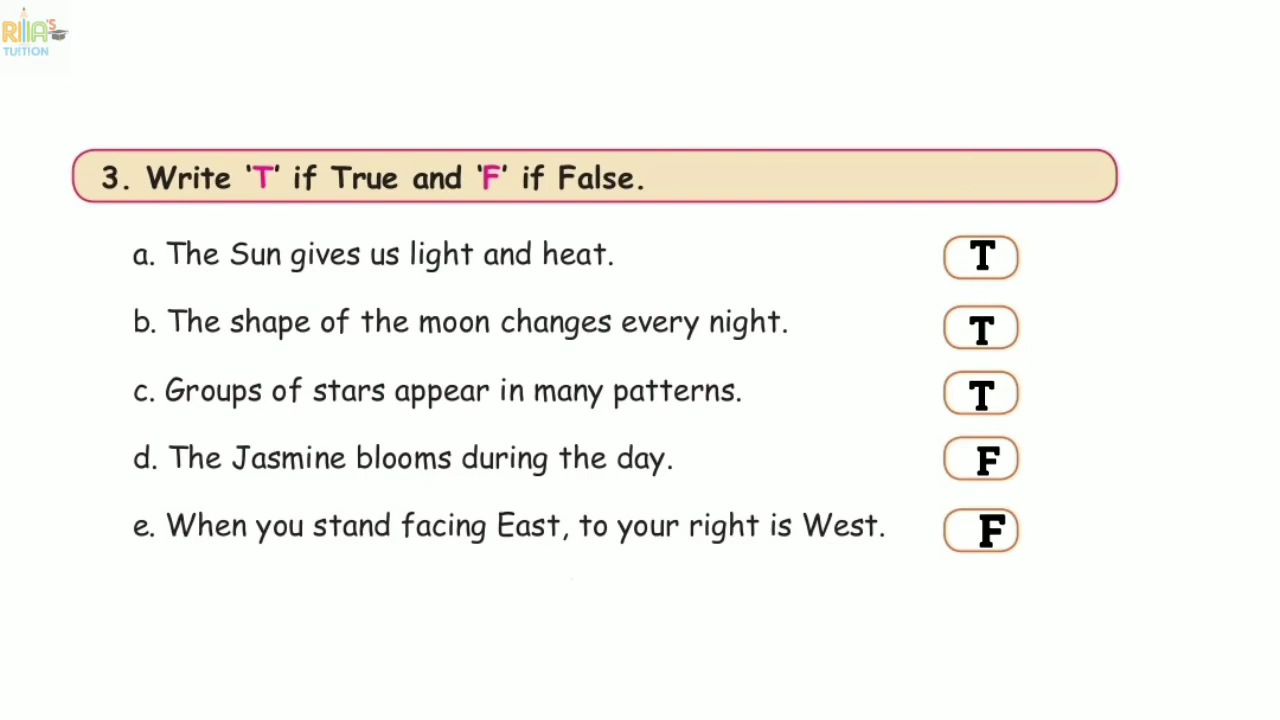 RIIA'S
TUITION
3. Write 'T' if True and 'F' if False.
a. The Sun gives us light and heat. T
b. The shape of the moon changes every night. T
c. Groups of stars appear in many patterns. T
d. The Jasmine blooms during the day. F
e. When you stand facing East, to your right is West. F